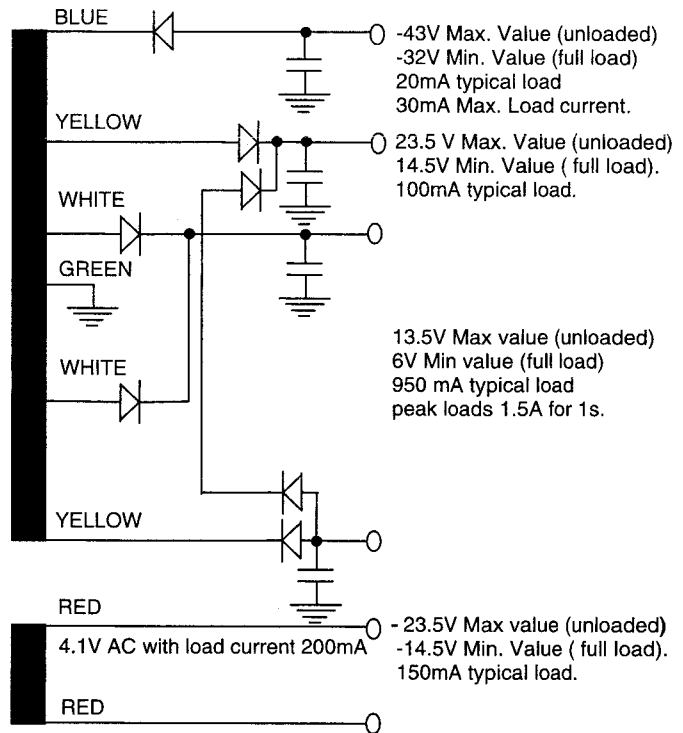 BLUE
-43V Max. Value (unloaded)
-32V Min. Value (full load)
20mA typical load
30mA Max. Load current.
YELLOW
23.5 V Max. Value (unloaded)
14.5V Min. Value ( full load).
100mA typical load.
WHITE
GREEN
13.5V Max value (unloaded)
6V Min value (full load)
950 mA typical load
peak loads 1.5A for 1s.
WHITE
YELLOW
RED
4.1V AC with load current 200mA
- 23.5V Max value (unloaded)
-14.5V Min. Value ( full load).
150mA typical load.
RED